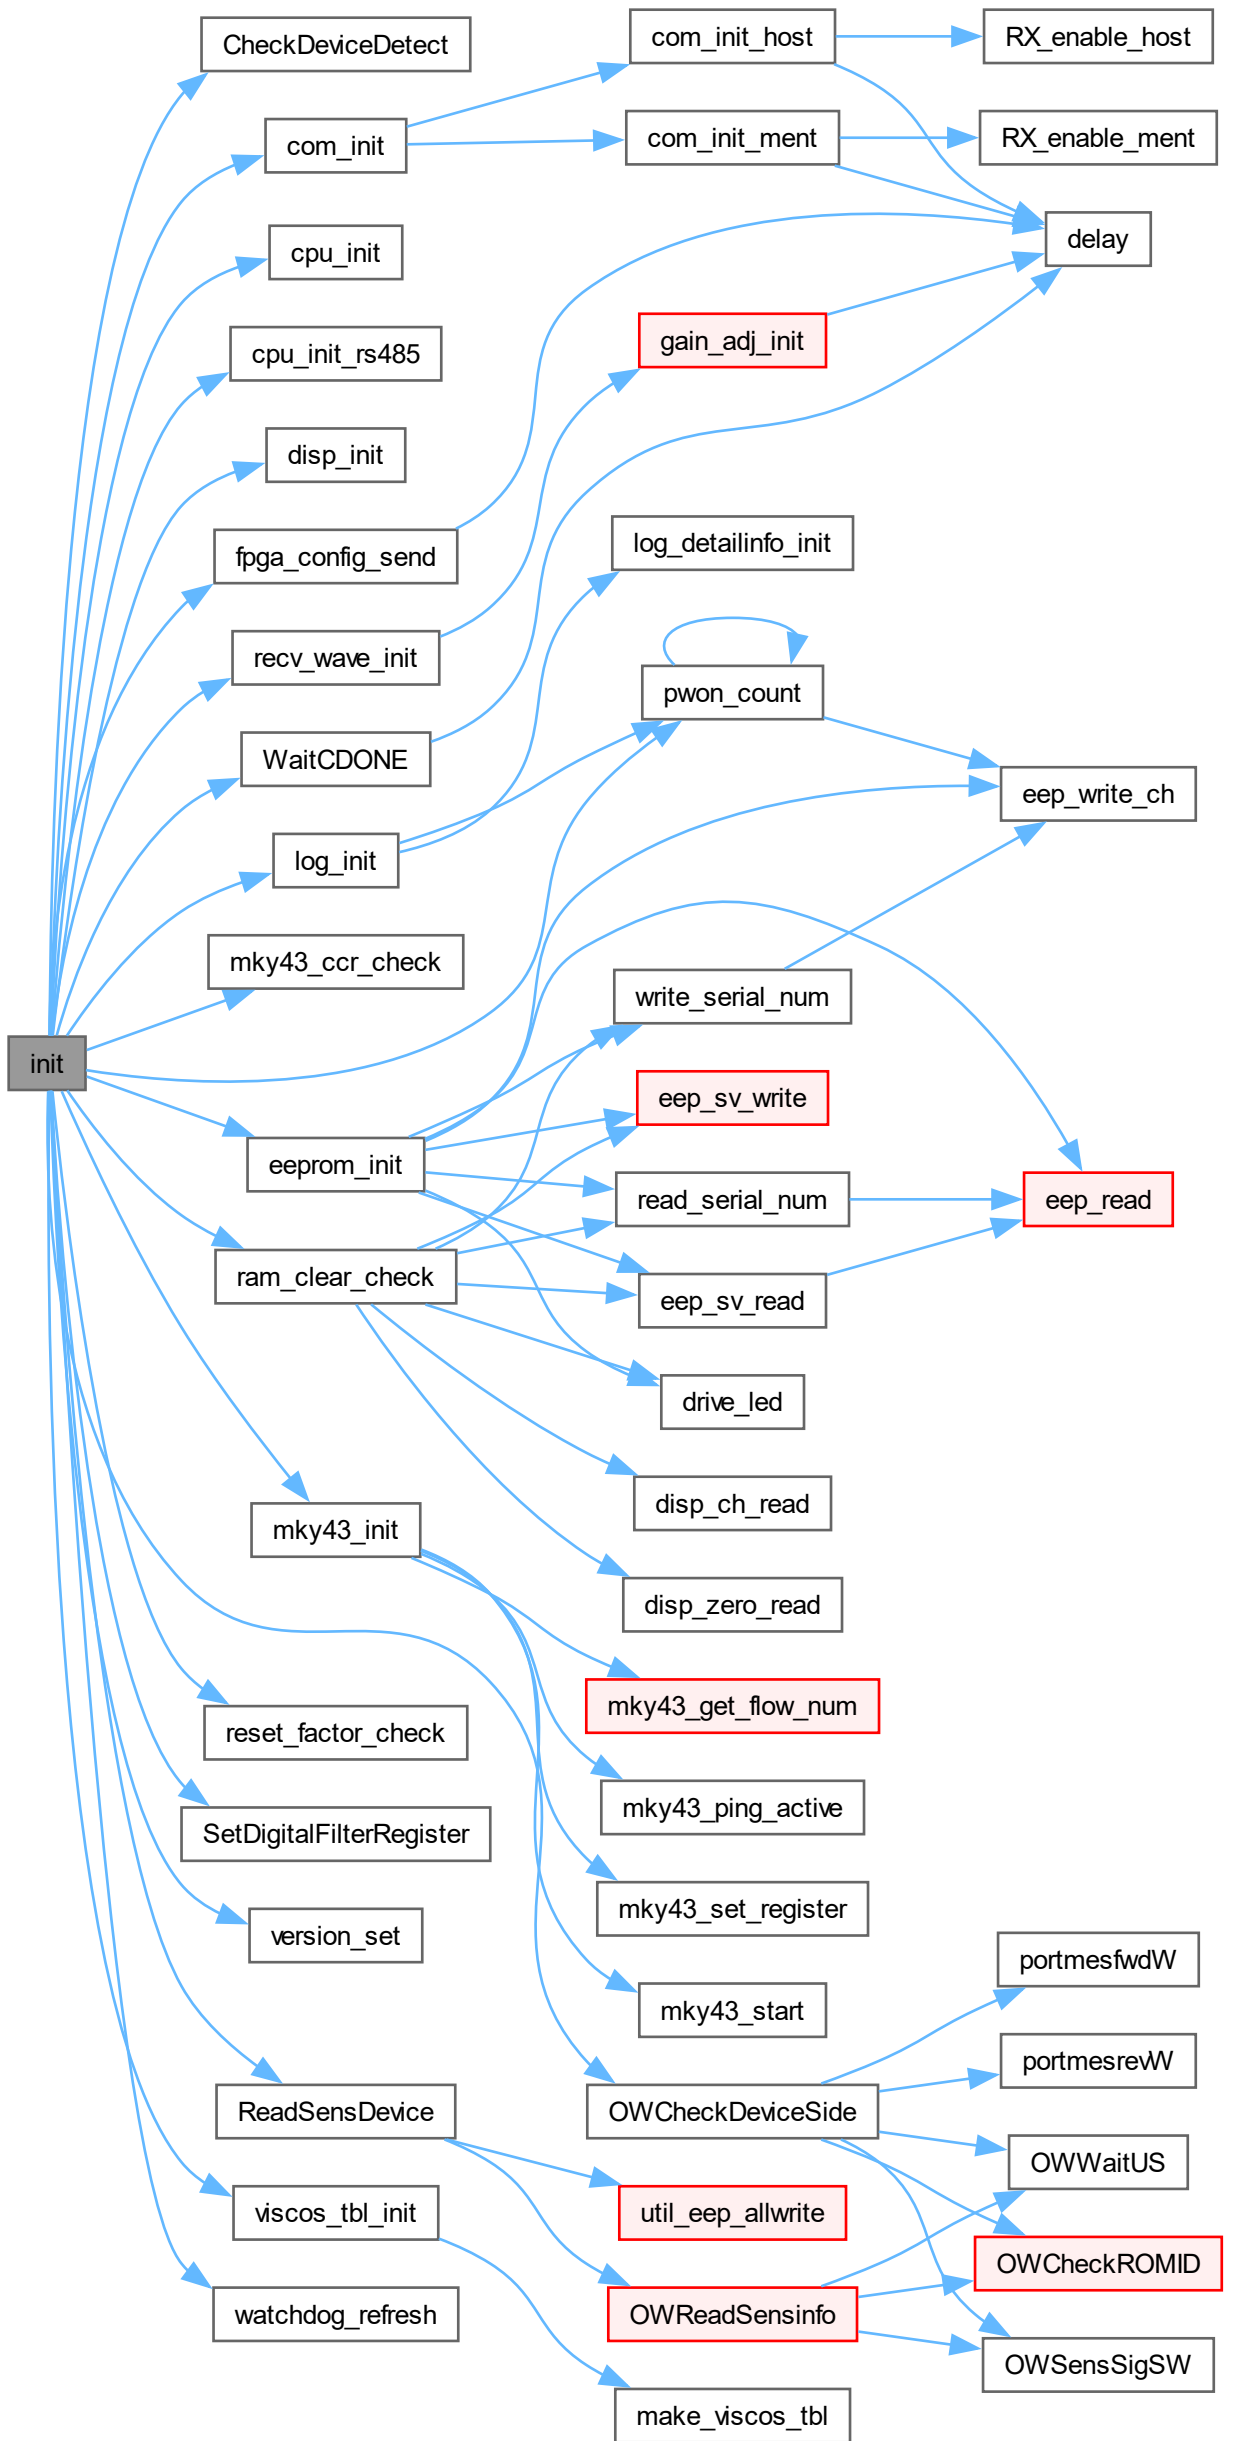 CheckDeviceDetect
com_init_host
RX_enable_host
com_init
com_init_ment
RX_enable_ment
cpu_init
delay
cpu_init_rs485
gain_adj_init
disp_init
fpga_config_send
log_detailinfo_init
recv_wave_init
pwon_count
WaitCDONE
eep_write_ch
log_init
mky43_ccr_check
write_serial_num
init
eep_sv_write
eeprom_init
read_serial_num
eep_read
ram_clear_check
eep_sv_read
drive_led
disp_ch_read
mky43_init
disp_zero_read
mky43_get_flow_num
reset_factor_check
mky43_ping_active
SetDigitalFilterRegister
mky43_set_register
version_set
portmesfwdW
mky43_start
portmesrevW
ReadSensDevice
OWCheckDeviceSide
OWWaitUS
viscos_tbl_init
util_eep_allwrite
OWCheckROMID
watchdog_refresh
OWReadSensinfo
OWSensSigSW
make_viscos_tbl